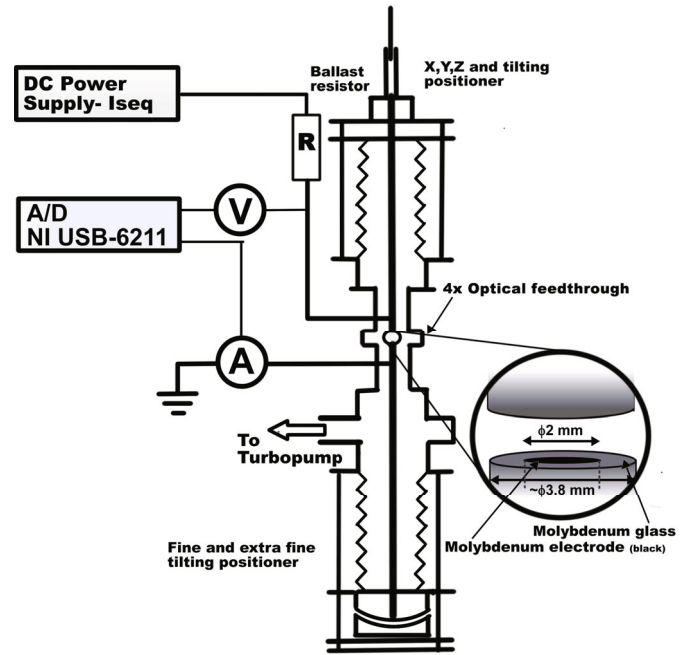 Ballast
resistor
X,Y,Z and tilting
positioner
DC Power
Supply- Iseq
R
A/D
NI USB-6211
V
4x Optical feedthrough
A
To
Turbopump
ϕ2 mm
~ϕ3.8 mm
Molybdenum glass
Molybdenum electrode (black)
Fine and extra fine
tilting positioner